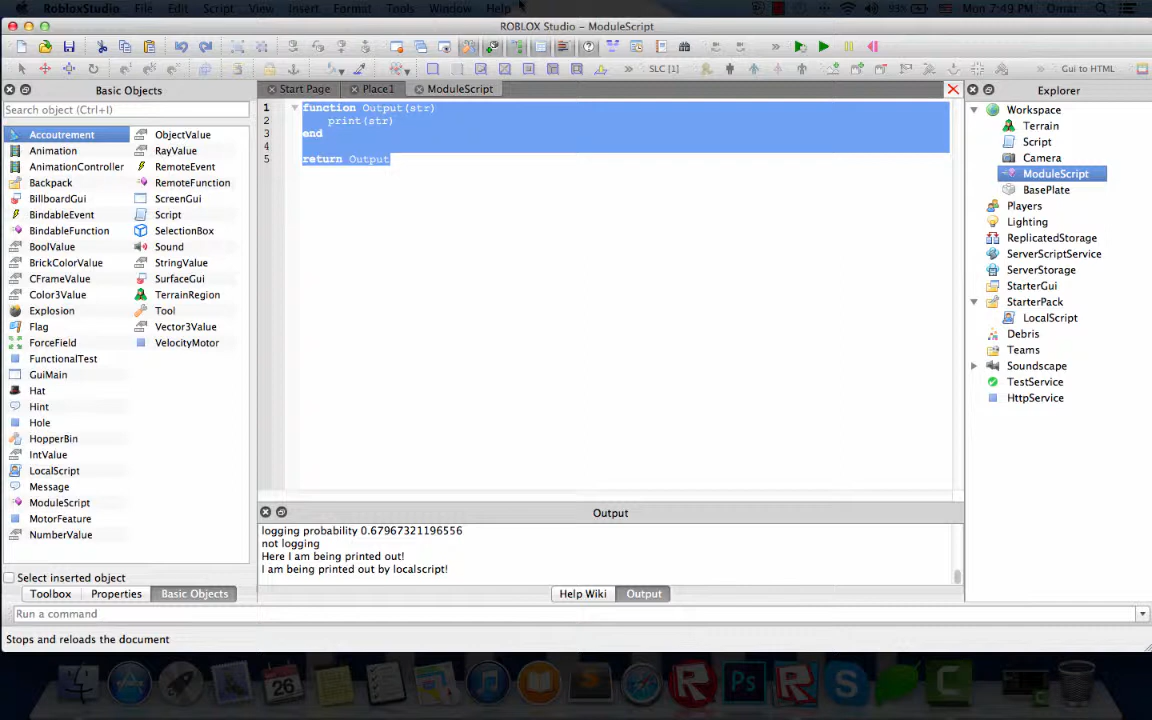 RobloxStudio File Edit Script View Insert Format Tools Window Help 93% Mon 7:49 PM Omar
ROBLOX Studio - ModuleScript
SLC [1] Gui to HTML
Basic Objects
Search object (Ctrl+I)
Accoutrement
Animation
AnimationController
Backpack
BillboardGui
BindableEvent
BindableFunction
BoolValue
BrickColorValue
CFrameValue
Color3Value
Explosion
Flag
ForceField
FunctionalTest
GuiMain
Hat
Hint
Hole
HopperBin
IntValue
LocalScript
Message
ModuleScript
MotorFeature
NumberValue
ObjectValue
RayValue
RemoteEvent
RemoteFunction
ScreenGui
Script
SelectionBox
Sound
StringValue
SurfaceGui
TerrainRegion
Tool
Vector3Value
VelocityMotor
Select inserted object
Toolbox Properties Basic Objects
Start Page Place1 ModuleScript
1 function Output(str)
2 print(str)
3 end
4
5 return Output
Output
logging probability 0.67967321196556
not logging
Here I am being printed out!
I am being printed out by localscript!
Help Wiki Output
Explorer
Workspace
Terrain
Script
Camera
ModuleScript
BasePlate
Players
Lighting
ReplicatedStorage
ServerScriptService
ServerStorage
StarterGui
StarterPack
LocalScript
Debris
Teams
Soundscape
TestService
HttpService
Run a command
Stops and reloads the document
26
Ps